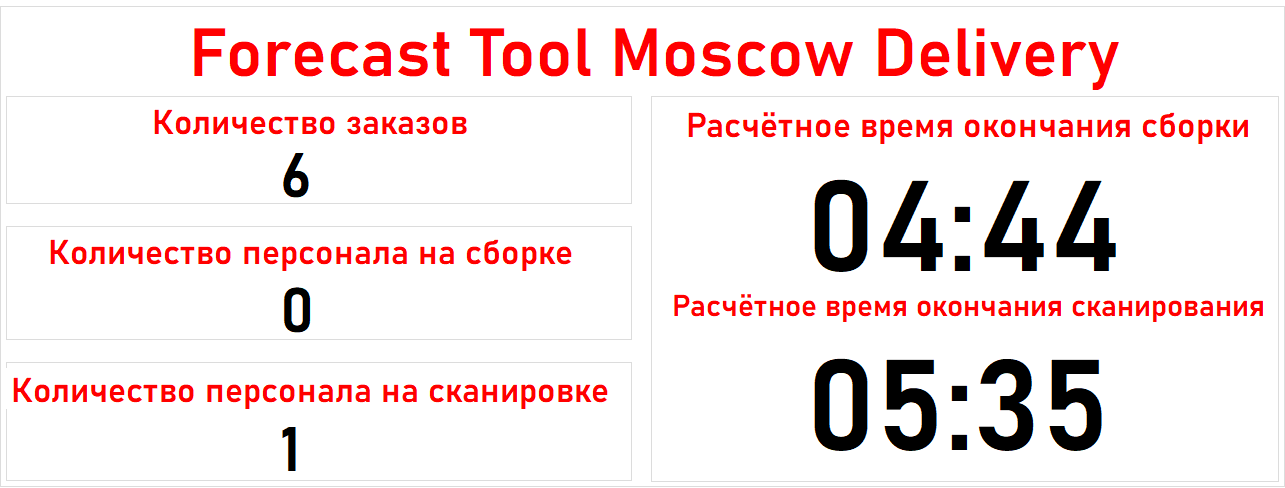 Forecast Tool Moscow Delivery
Количество заказов
6
Количество персонала на сборке
0
Количество персонала на сканировке
1
Расчётное время окончания сборки
04:44
Расчётное время окончания сканирования
05:35